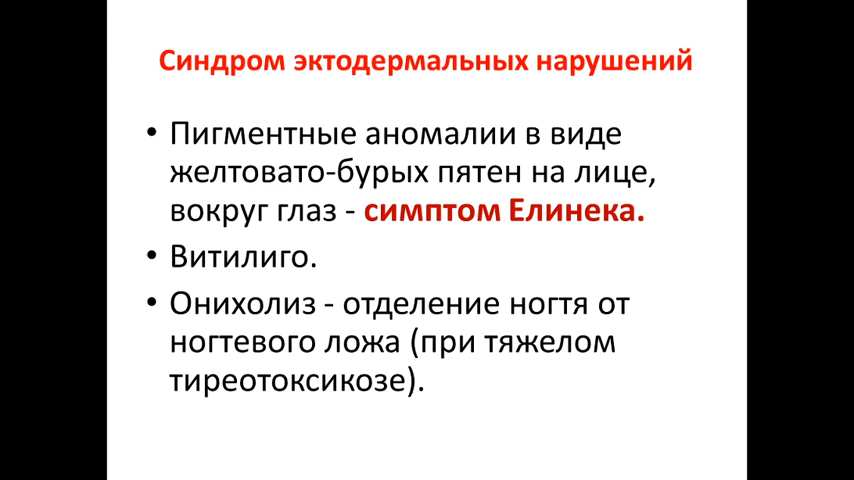 Синдром эктодермальных нарушений
• Пигментные аномалии в виде
желтовато-бурых пятен на лице,
вокруг глаз - симптом Елинека.
• Витилиго.
• Онихолиз - отделение ногтя от
ногтевого ложа (при тяжелом
тиреотоксикозе).